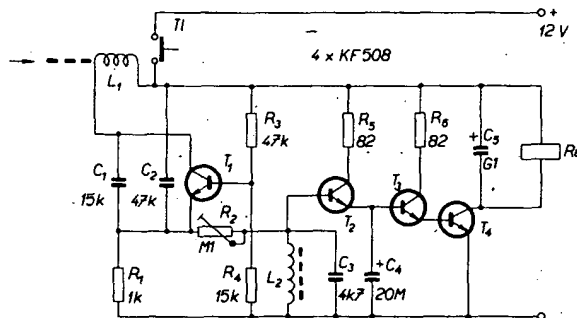 Tl
+
12 V
4 x KF508
L1
R3
47k
R5
82
R6
82
+ C5
G1
Re
C1
15k
C2
47k
T1
R2
M1
T2
T3
T4
R1
1k
R4
15k
L2
C3
4k7
+ C4
20M